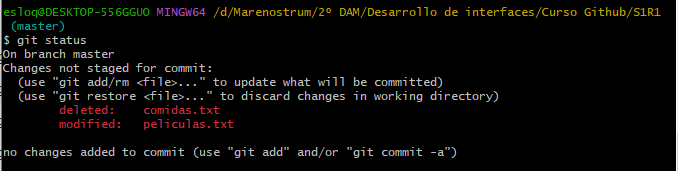 esloq@DESKTOP-556GGUO MINGW64 /d/Marenostrum/2º DAM/Desarrollo de interfaces/Curso Github/S1R1
(master)
$ git status
On branch master
Changes not staged for commit:
  (use "git add/rm <file>..." to update what will be committed)
  (use "git restore <file>..." to discard changes in working directory)
        deleted:    comidas.txt
        modified:   peliculas.txt

no changes added to commit (use "git add" and/or "git commit -a")